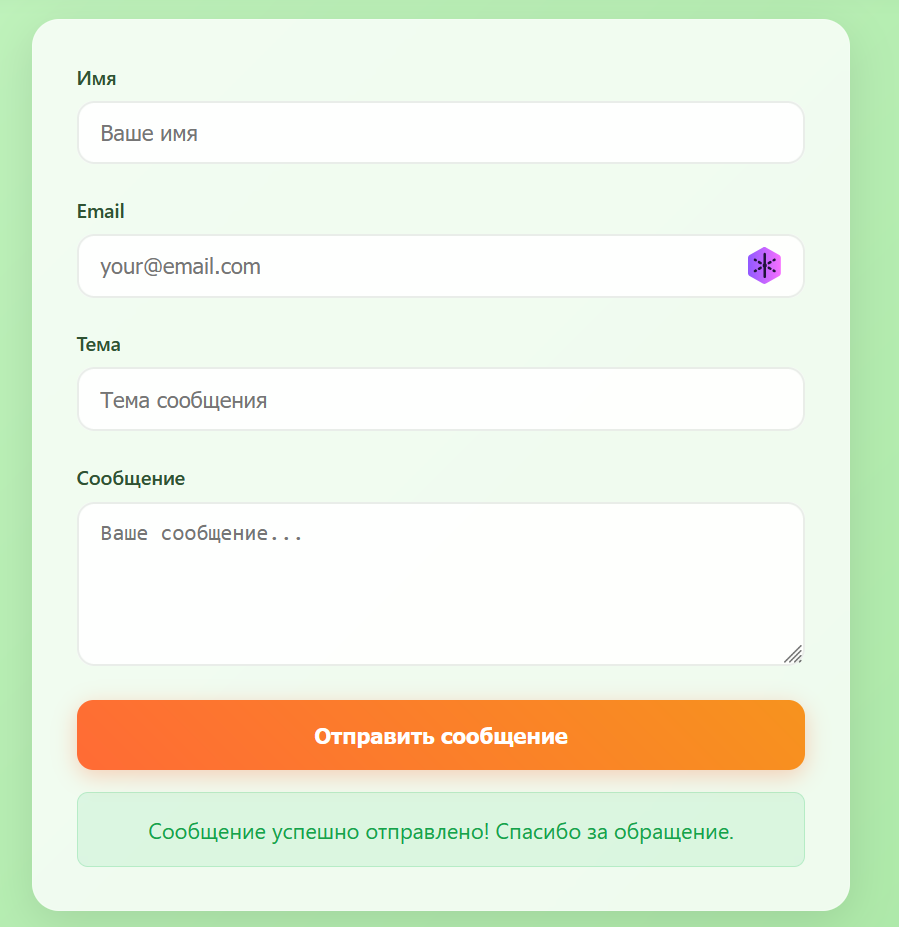 Имя
Ваше имя
Email
your@email.com
Тема
Тема сообщения
Сообщение
Ваше сообщение...
Отправить сообщение
Сообщение успешно отправлено! Спасибо за обращение.